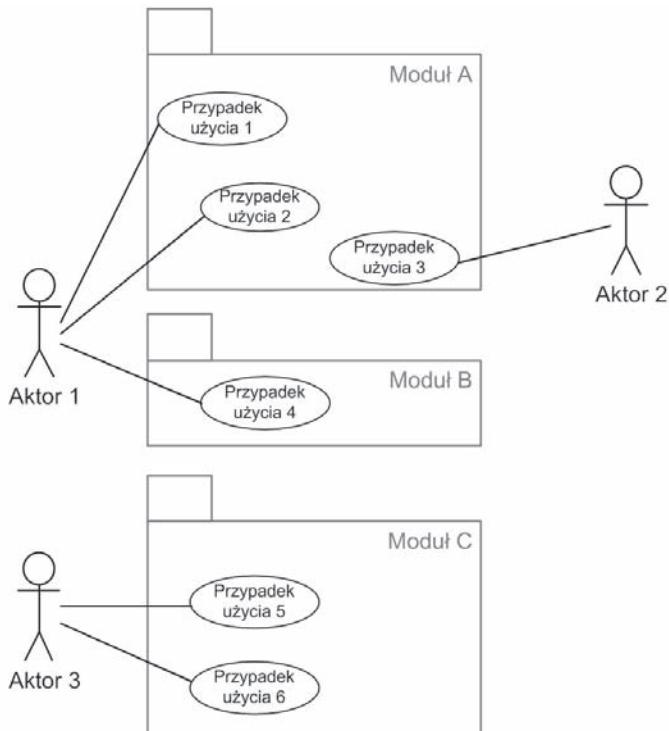 Moduł A
Przypadek
użycia 1
Przypadek
użycia 2
Przypadek
użycia 3
Aktor 2
Aktor 1
Moduł B
Przypadek
użycia 4
Moduł C
Przypadek
użycia 5
Aktor 3
Przypadek
użycia 6